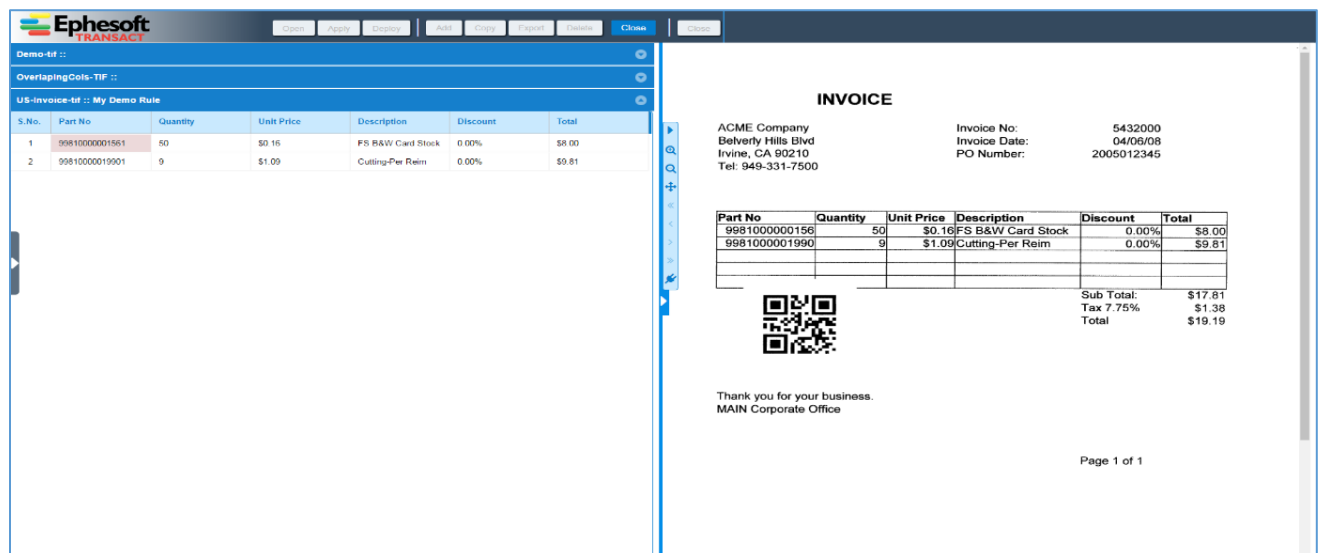 Ephesoft
TRANSACT
Open Apply Deploy Add Copy Export Delete Close Close
Demo-tif ::
OverlapingCols-TIF ::
US-Invoice-tif :: My Demo Rule
S.No. Part No Quantity Unit Price Description Discount Total
1 99810000001561 50 $0.16 FS B&W Card Stock 0.00% $8.00
2 99810000019901 9 $1.09 Cutting-Per Reim 0.00% $9.81
INVOICE
ACME Company Invoice No: 5432000
Belverly Hills Blvd Invoice Date: 04/06/08
Irvine, CA 90210 PO Number: 2005012345
Tel: 949-331-7500
Part No Quantity Unit Price Description Discount Total
9981000000156 50 $0.16 FS B&W Card Stock 0.00% $8.00
9981000001990 9 $1.09 Cutting-Per Reim 0.00% $9.81
Sub Total: $17.81
Tax 7.75% $1.38
Total $19.19
Thank you for your business.
MAIN Corporate Office
Page 1 of 1